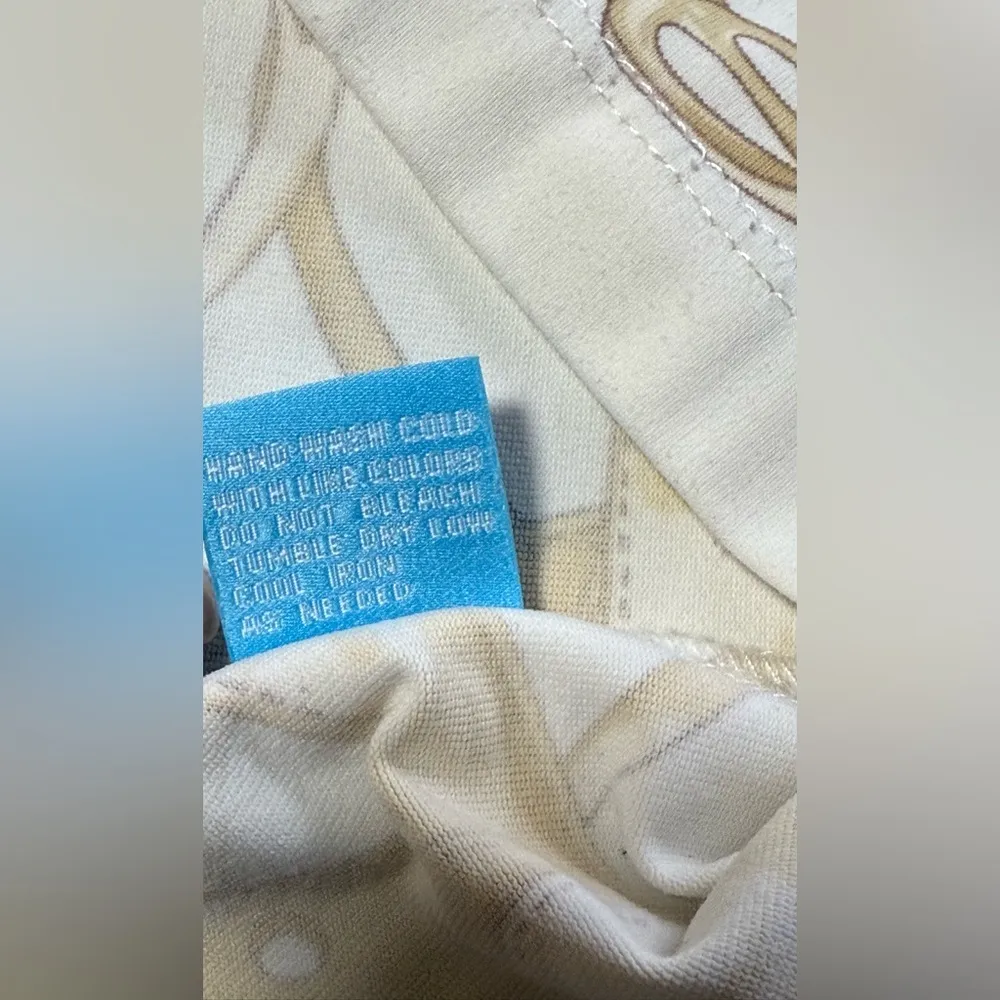 HAND WASH COLD
WITH LIKE COLORS
DO NOT BLEACH
TUMBLE DRY LOW
COOL IRON
AS NEEDED